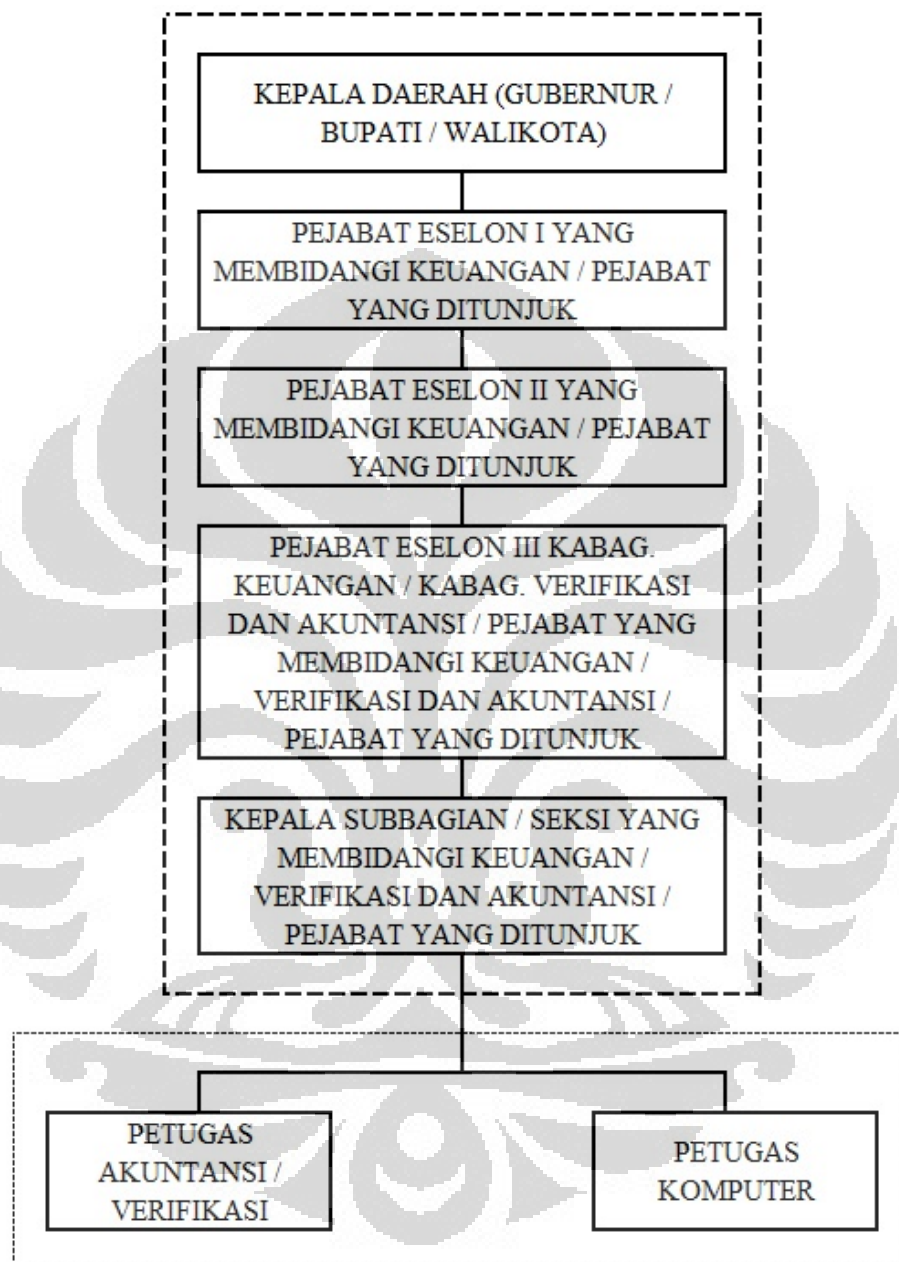 KEPALA DAERAH (GUBERNUR /
BUPATI / WALIKOTA)
PEJABAT ESELON I YANG
MEMBIDANGI KEUANGAN / PEJABAT
YANG DITUNJUK
PEJABAT ESELON II YANG
MEMBIDANGI KEUANGAN / PEJABAT
YANG DITUNJUK
PEJABAT ESELON III KABAG.
KEUANGAN / KABAG. VERIFIKASI
DAN AKUNTANSI / PEJABAT YANG
MEMBIDANGI KEUANGAN /
VERIFIKASI DAN AKUNTANSI /
PEJABAT YANG DITUNJUK
KEPALA SUBBAGIAN / SEKSI YANG
MEMBIDANGI KEUANGAN /
VERIFIKASI DAN AKUNTANSI /
PEJABAT YANG DITUNJUK
PETUGAS
AKUNTANSI /
VERIFIKASI
PETUGAS
KOMPUTER